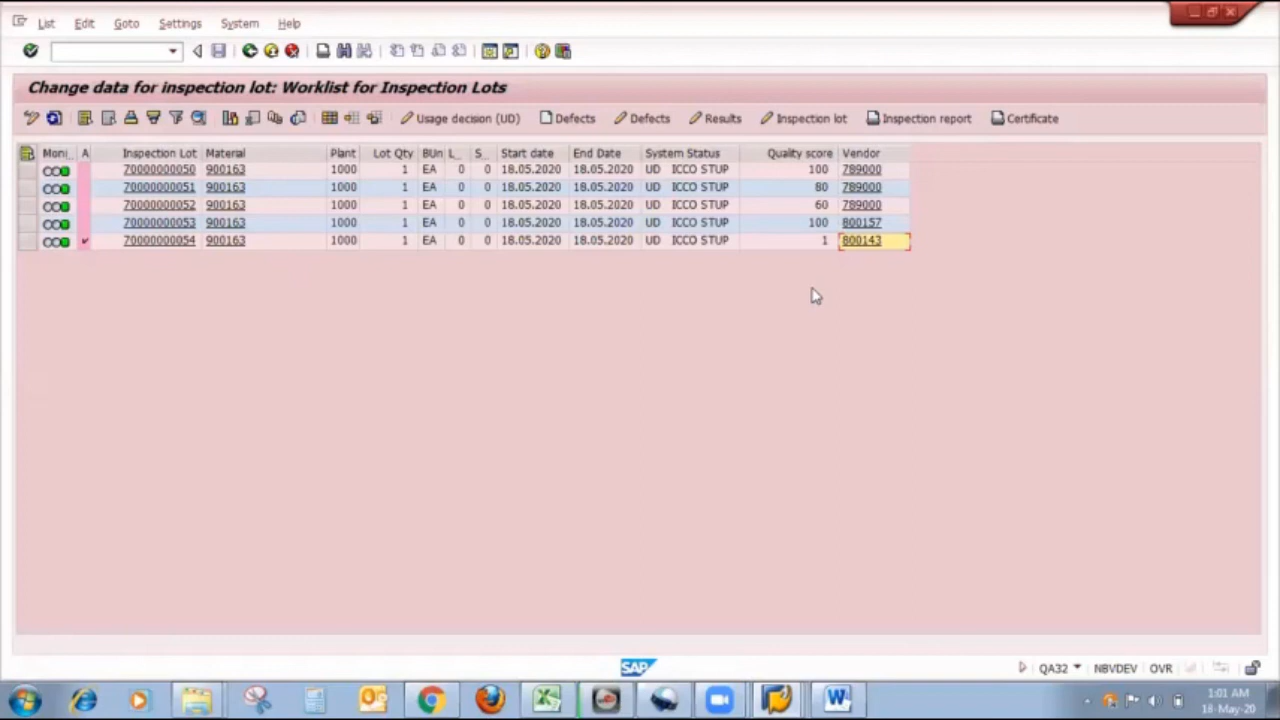 List Edit Goto Settings System Help
Change data for inspection lot: Worklist for Inspection Lots
Usage decision (UD) Defects Defects Results Inspection lot Inspection report Certificate
Moni.. A Inspection Lot Material Plant Lot Qty BUn L.. S.. Start date End Date System Status Quality score Vendor
70000000050 900163 1000 1 EA 0 0 18.05.2020 18.05.2020 UD ICCO STUP 100 789000
70000000051 900163 1000 1 EA 0 0 18.05.2020 18.05.2020 UD ICCO STUP 80 789000
70000000052 900163 1000 1 EA 0 0 18.05.2020 18.05.2020 UD ICCO STUP 60 789000
70000000053 900163 1000 1 EA 0 0 18.05.2020 18.05.2020 UD ICCO STUP 100 800157
70000000054 900163 1000 1 EA 0 0 18.05.2020 18.05.2020 UD ICCO STUP 1 800143
SAP QA32 NBVDEV OVR
1:01 AM
18-May-20